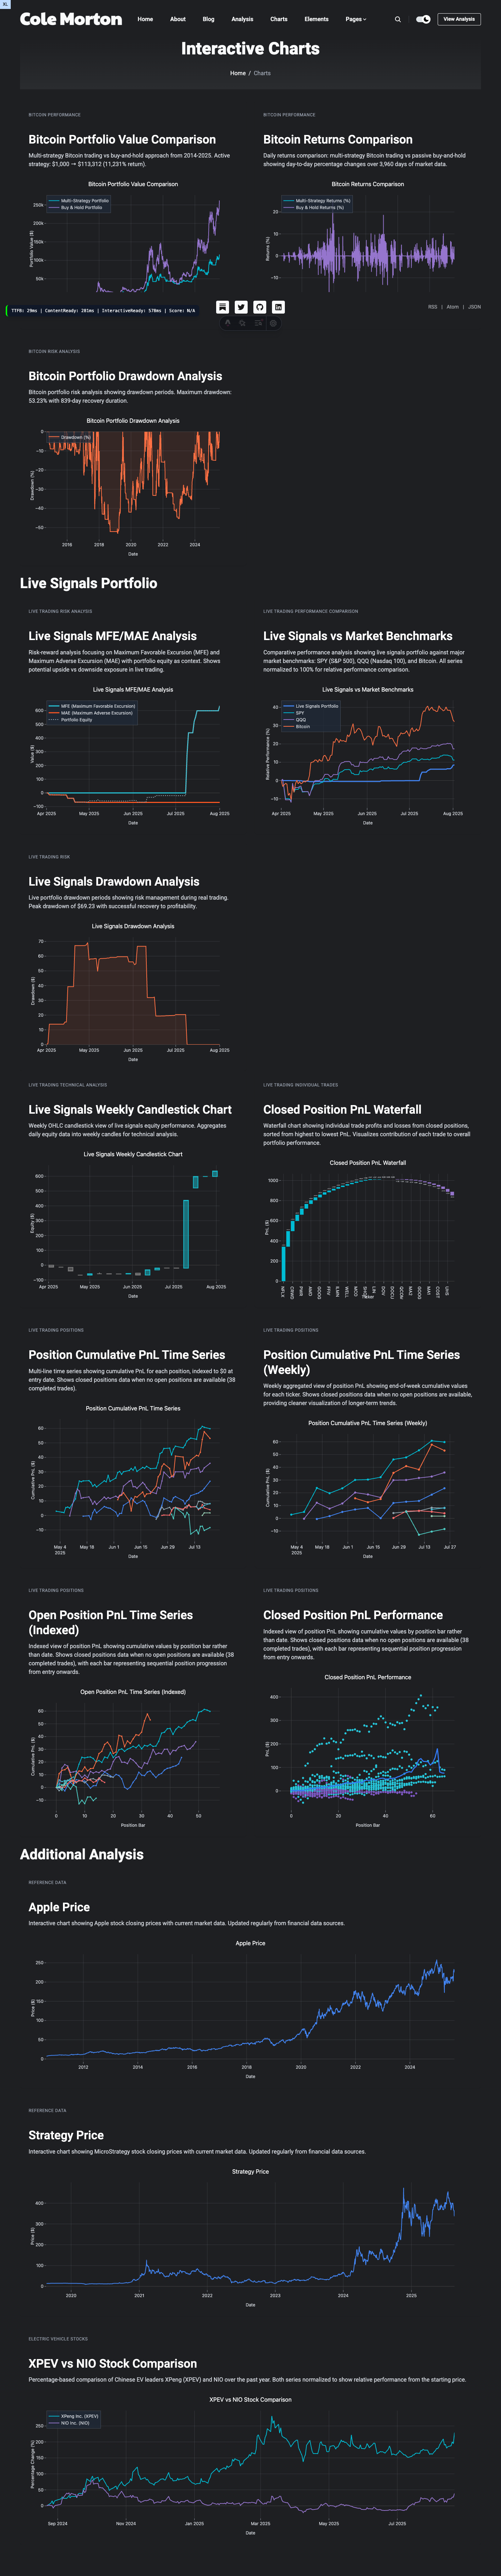 XL
Cole Morton
Home
About
Blog
Analysis
Charts
Elements
Pages
View Analysis
Interactive Charts
Home / Charts
BITCOIN PERFORMANCE
Bitcoin Portfolio Value Comparison
Multi-strategy Bitcoin trading vs buy-and-hold approach from 2014-2025. Active
strategy: $1,000 → $113,312 (11,231% return).
Bitcoin Portfolio Value Comparison
Multi-Strategy Portfolio
Buy & Hold Portfolio
Portfolio Value ($)
250k
200k
150k
100k
50k
BITCOIN PERFORMANCE
Bitcoin Returns Comparison
Daily returns comparison: multi-strategy Bitcoin trading vs passive buy-and-hold
showing day-to-day percentage changes over 3,960 days of market data.
Bitcoin Returns Comparison
Multi-Strategy Returns (%)
Buy & Hold Returns (%)
Returns (%)
20
10
0
−10
TTFB: 29ms | ContentReady: 281ms | InteractiveReady: 578ms | Score: N/A
RSS | Atom | JSON
BITCOIN RISK ANALYSIS
Bitcoin Portfolio Drawdown Analysis
Bitcoin portfolio risk analysis showing drawdown periods. Maximum drawdown:
53.23% with 839-day recovery duration.
Bitcoin Portfolio Drawdown Analysis
Drawdown (%)
Drawdown (%)
0
−10
−20
−30
−40
−50
2016 2018 2020 2022 2024
Date
Live Signals Portfolio
LIVE TRADING RISK ANALYSIS
Live Signals MFE/MAE Analysis
Risk-reward analysis focusing on Maximum Favorable Excursion (MFE) and
Maximum Adverse Excursion (MAE) with portfolio equity as context. Shows
potential upside vs downside exposure in live trading.
Live Signals MFE/MAE Analysis
MFE (Maximum Favorable Excursion)
MAE (Maximum Adverse Excursion)
Portfolio Equity
Value ($)
600
500
400
300
200
100
0
−100
Apr 2025 May 2025 Jun 2025 Jul 2025 Aug 2025
Date
LIVE TRADING PERFORMANCE COMPARISON
Live Signals vs Market Benchmarks
Comparative performance analysis showing live signals portfolio against major
market benchmarks: SPY (S&P 500), QQQ (Nasdaq 100), and Bitcoin. All series
normalized to 100% for relative performance comparison.
Live Signals vs Market Benchmarks
Live Signals Portfolio
SPY
QQQ
Bitcoin
Relative Performance (%)
40
30
20
10
0
−10
Apr 2025 May 2025 Jun 2025 Jul 2025 Aug 2025
Date
LIVE TRADING RISK
Live Signals Drawdown Analysis
Live portfolio drawdown periods showing risk management during real trading.
Peak drawdown of $69.23 with successful recovery to profitability.
Live Signals Drawdown Analysis
Drawdown ($)
70
60
50
40
30
20
10
0
Apr 2025 May 2025 Jun 2025 Jul 2025 Aug 2025
Date
LIVE TRADING TECHNICAL ANALYSIS
Live Signals Weekly Candlestick Chart
Weekly OHLC candlestick view of live signals equity performance. Aggregates
daily equity data into weekly candles for technical analysis.
Live Signals Weekly Candlestick Chart
Equity ($)
600
500
400
300
200
100
0
−100
Apr 2025 May 2025 Jun 2025 Jul 2025 Aug 2025
Date
LIVE TRADING INDIVIDUAL TRADES
Closed Position PnL Waterfall
Waterfall chart showing individual trade profits and losses from closed positions,
sorted from highest to lowest PnL. Visualizes contribution of each trade to overall
portfolio performance.
Closed Position PnL Waterfall
PnL ($)
1000
800
600
400
200
0
NFLX
PWR
AMD
COST
Ticker
LIVE TRADING POSITIONS
Position Cumulative PnL Time Series
Multi-line time series showing cumulative PnL for each position, indexed to $0 at
entry date. Shows closed positions data when no open positions are available (38
completed trades).
Position Cumulative PnL Time Series
Cumulative PnL ($)
60
50
40
30
20
10
0
−10
May 4 May 18 Jun 1 Jun 15 Jun 29 Jul 13
2025
Date
LIVE TRADING POSITIONS
Position Cumulative PnL Time Series
(Weekly)
Weekly aggregated view of position PnL showing end-of-week cumulative values
for each ticker. Shows closed positions data when no open positions are available,
providing clearer visualization of longer-term trends.
Position Cumulative PnL Time Series (Weekly)
Cumulative PnL ($)
60
50
40
30
20
10
0
−10
May 4 May 18 Jun 1 Jun 15 Jun 29 Jul 13 Jul 27
2025
Date
LIVE TRADING POSITIONS
Open Position PnL Time Series
(Indexed)
Indexed view of position PnL showing cumulative values by position bar rather
than date. Shows closed positions data when no open positions are available (38
completed trades), with each bar representing sequential position progression
from entry onwards.
Open Position PnL Time Series (Indexed)
Cumulative PnL ($)
60
50
40
30
20
10
0
−10
0 10 20 30 40 50
Position Bar
LIVE TRADING POSITIONS
Closed Position PnL Performance
Indexed view of position PnL showing cumulative values by position bar rather
than date. Shows closed positions data when no open positions are available (38
completed trades), with each bar representing sequential position progression
from entry onwards.
Closed Position PnL Performance
PnL ($)
400
300
200
100
0
0 20 40 60
Position Bar
Additional Analysis
REFERENCE DATA
Apple Price
Interactive chart showing Apple stock closing prices with current market data. Updated regularly from financial data sources.
Apple Price
Price ($)
250
200
150
100
50
0
2012 2014 2016 2018 2020 2022 2024
Date
REFERENCE DATA
Strategy Price
Interactive chart showing MicroStrategy stock closing prices with current market data. Updated regularly from financial data sources.
Strategy Price
Price ($)
400
300
200
100
0
2020 2021 2022 2023 2024 2025
Date
ELECTRIC VEHICLE STOCKS
XPEV vs NIO Stock Comparison
Percentage-based comparison of Chinese EV leaders XPeng (XPEV) and NIO over the past year. Both series normalized to show relative performance from the starting price.
XPEV vs NIO Stock Comparison
XPeng Inc. (XPEV)
NIO Inc. (NIO)
Percentage Change (%)
250
200
150
100
50
0
Sep 2024 Nov 2024 Jan 2025 Mar 2025 May 2025 Jul 2025
Date